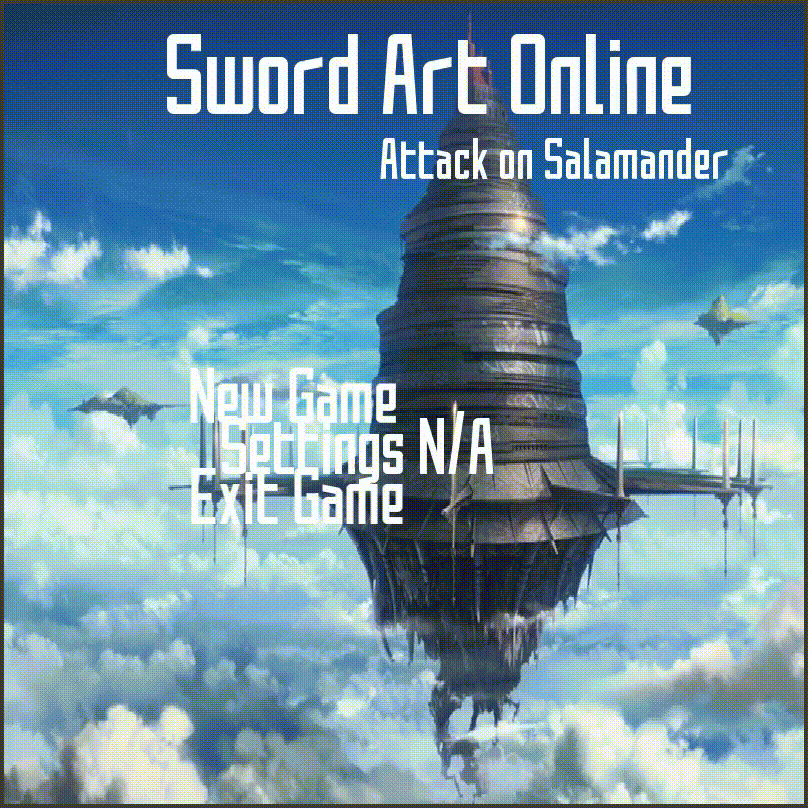 Sword Art Online
Attack on Salamander
New Game
Settings N/A
Exit Game